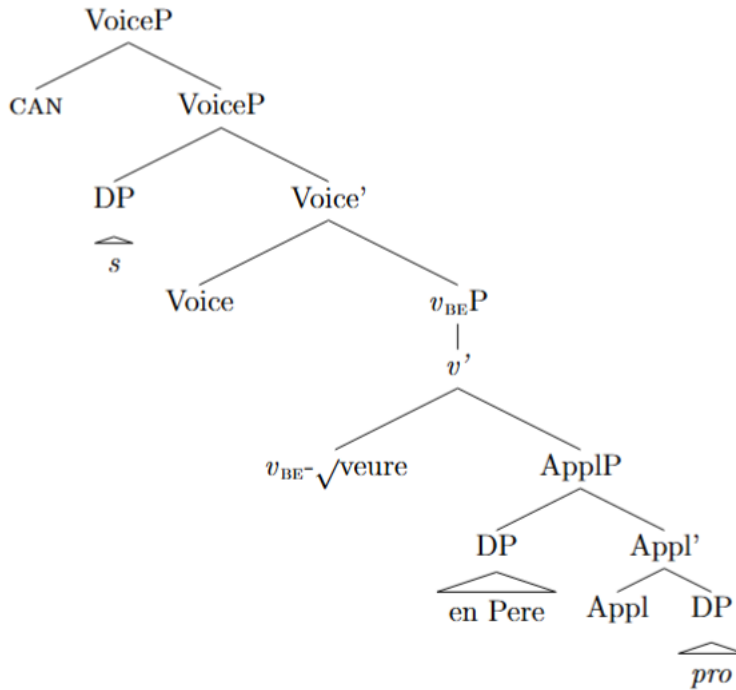 VoiceP
CAN VoiceP
DP Voice'
s
Voice vBEP
v'
vBE-√veure ApplP
DP Appl'
en Pere Appl DP
pro